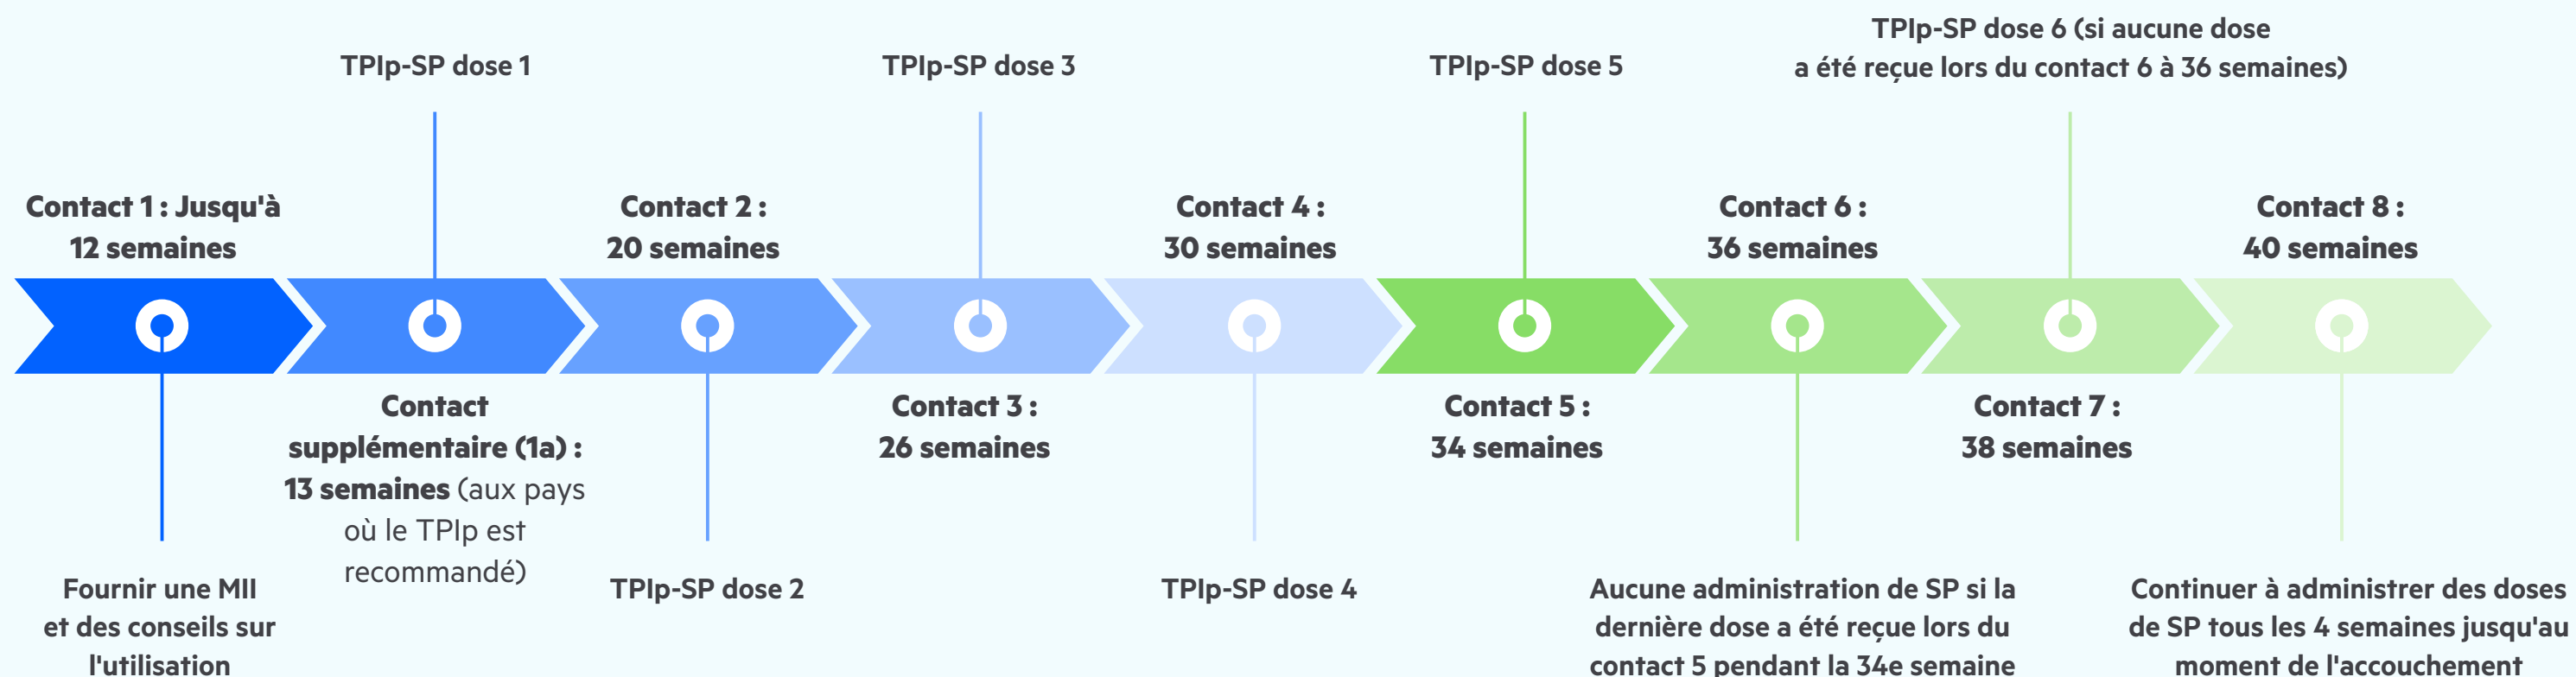 Contact 1 : Jusqu'à
12 semaines
Fournir une MII
et des conseils sur
l'utilisation
TPIp-SP dose 1
Contact
supplémentaire (1a) :
13 semaines (aux pays
où le TPIp est
recommandé)
Contact 2 :
20 semaines
TPIp-SP dose 2
TPIp-SP dose 3
Contact 3 :
26 semaines
Contact 4 :
30 semaines
TPIp-SP dose 4
TPIp-SP dose 5
Contact 5 :
34 semaines
Contact 6 :
36 semaines
Aucune administration de SP si la
dernière dose a été reçue lors du
contact 5 pendant la 34e semaine
TPIp-SP dose 6 (si aucune dose
a été reçue lors du contact 6 à 36 semaines)
Contact 7 :
38 semaines
Contact 8 :
40 semaines
Continuer à administrer des doses
de SP tous les 4 semaines jusqu'au
moment de l'accouchement